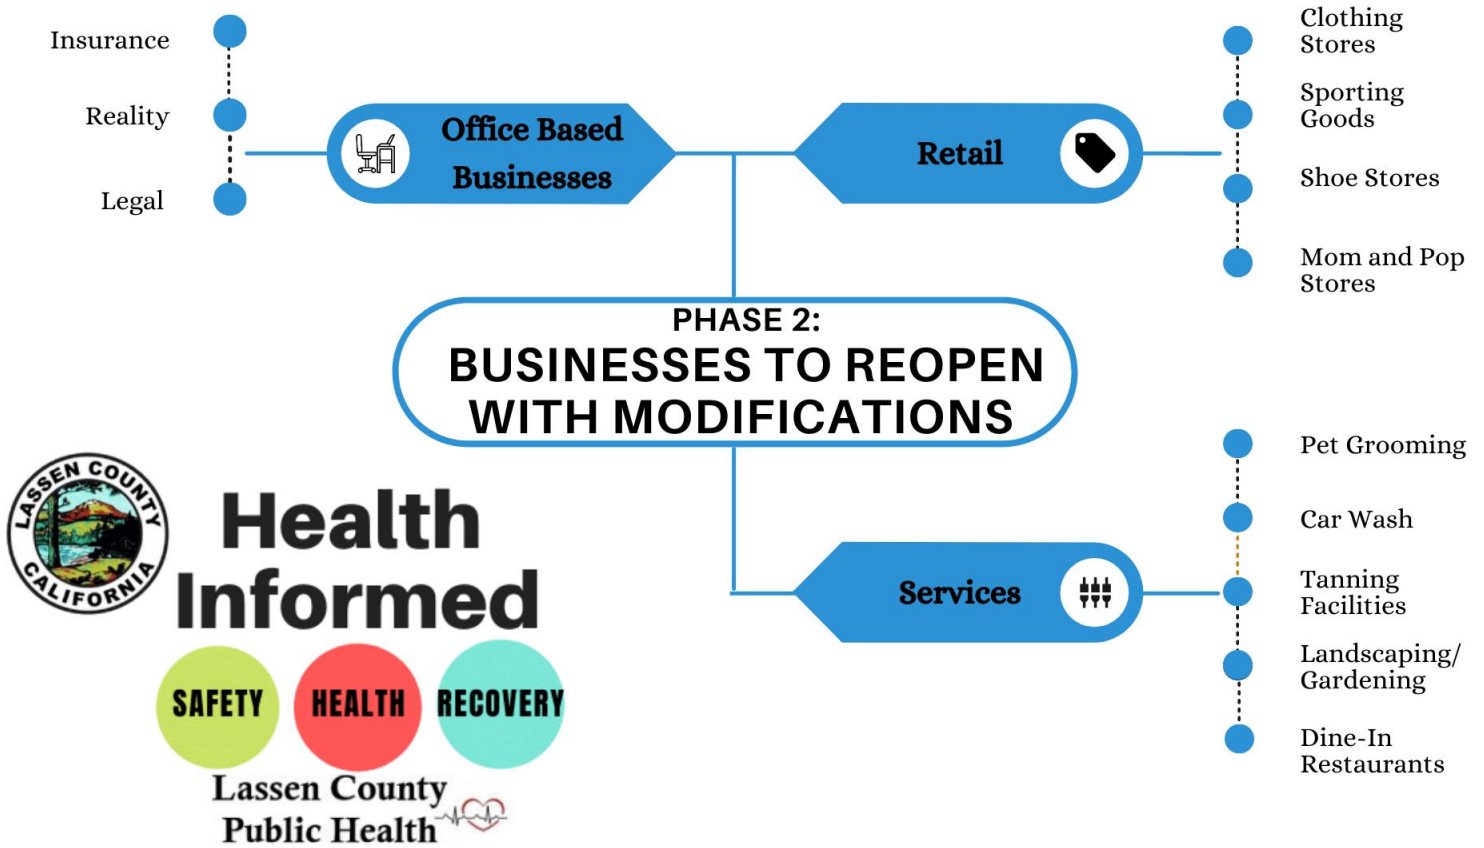 Insurance
Reality
Legal
Office Based
Businesses
Retail
Clothing
Stores
Sporting
Goods
Shoe Stores
Mom and Pop
Stores
PHASE 2:
BUSINESSES TO REOPEN
WITH MODIFICATIONS
Services
Pet Grooming
Car Wash
Tanning
Facilities
Landscaping/
Gardening
Dine-In
Restaurants
LASSEN COUNTY
CALIFORNIA
Health
Informed
SAFETY
HEALTH
RECOVERY
Lassen County
Public Health